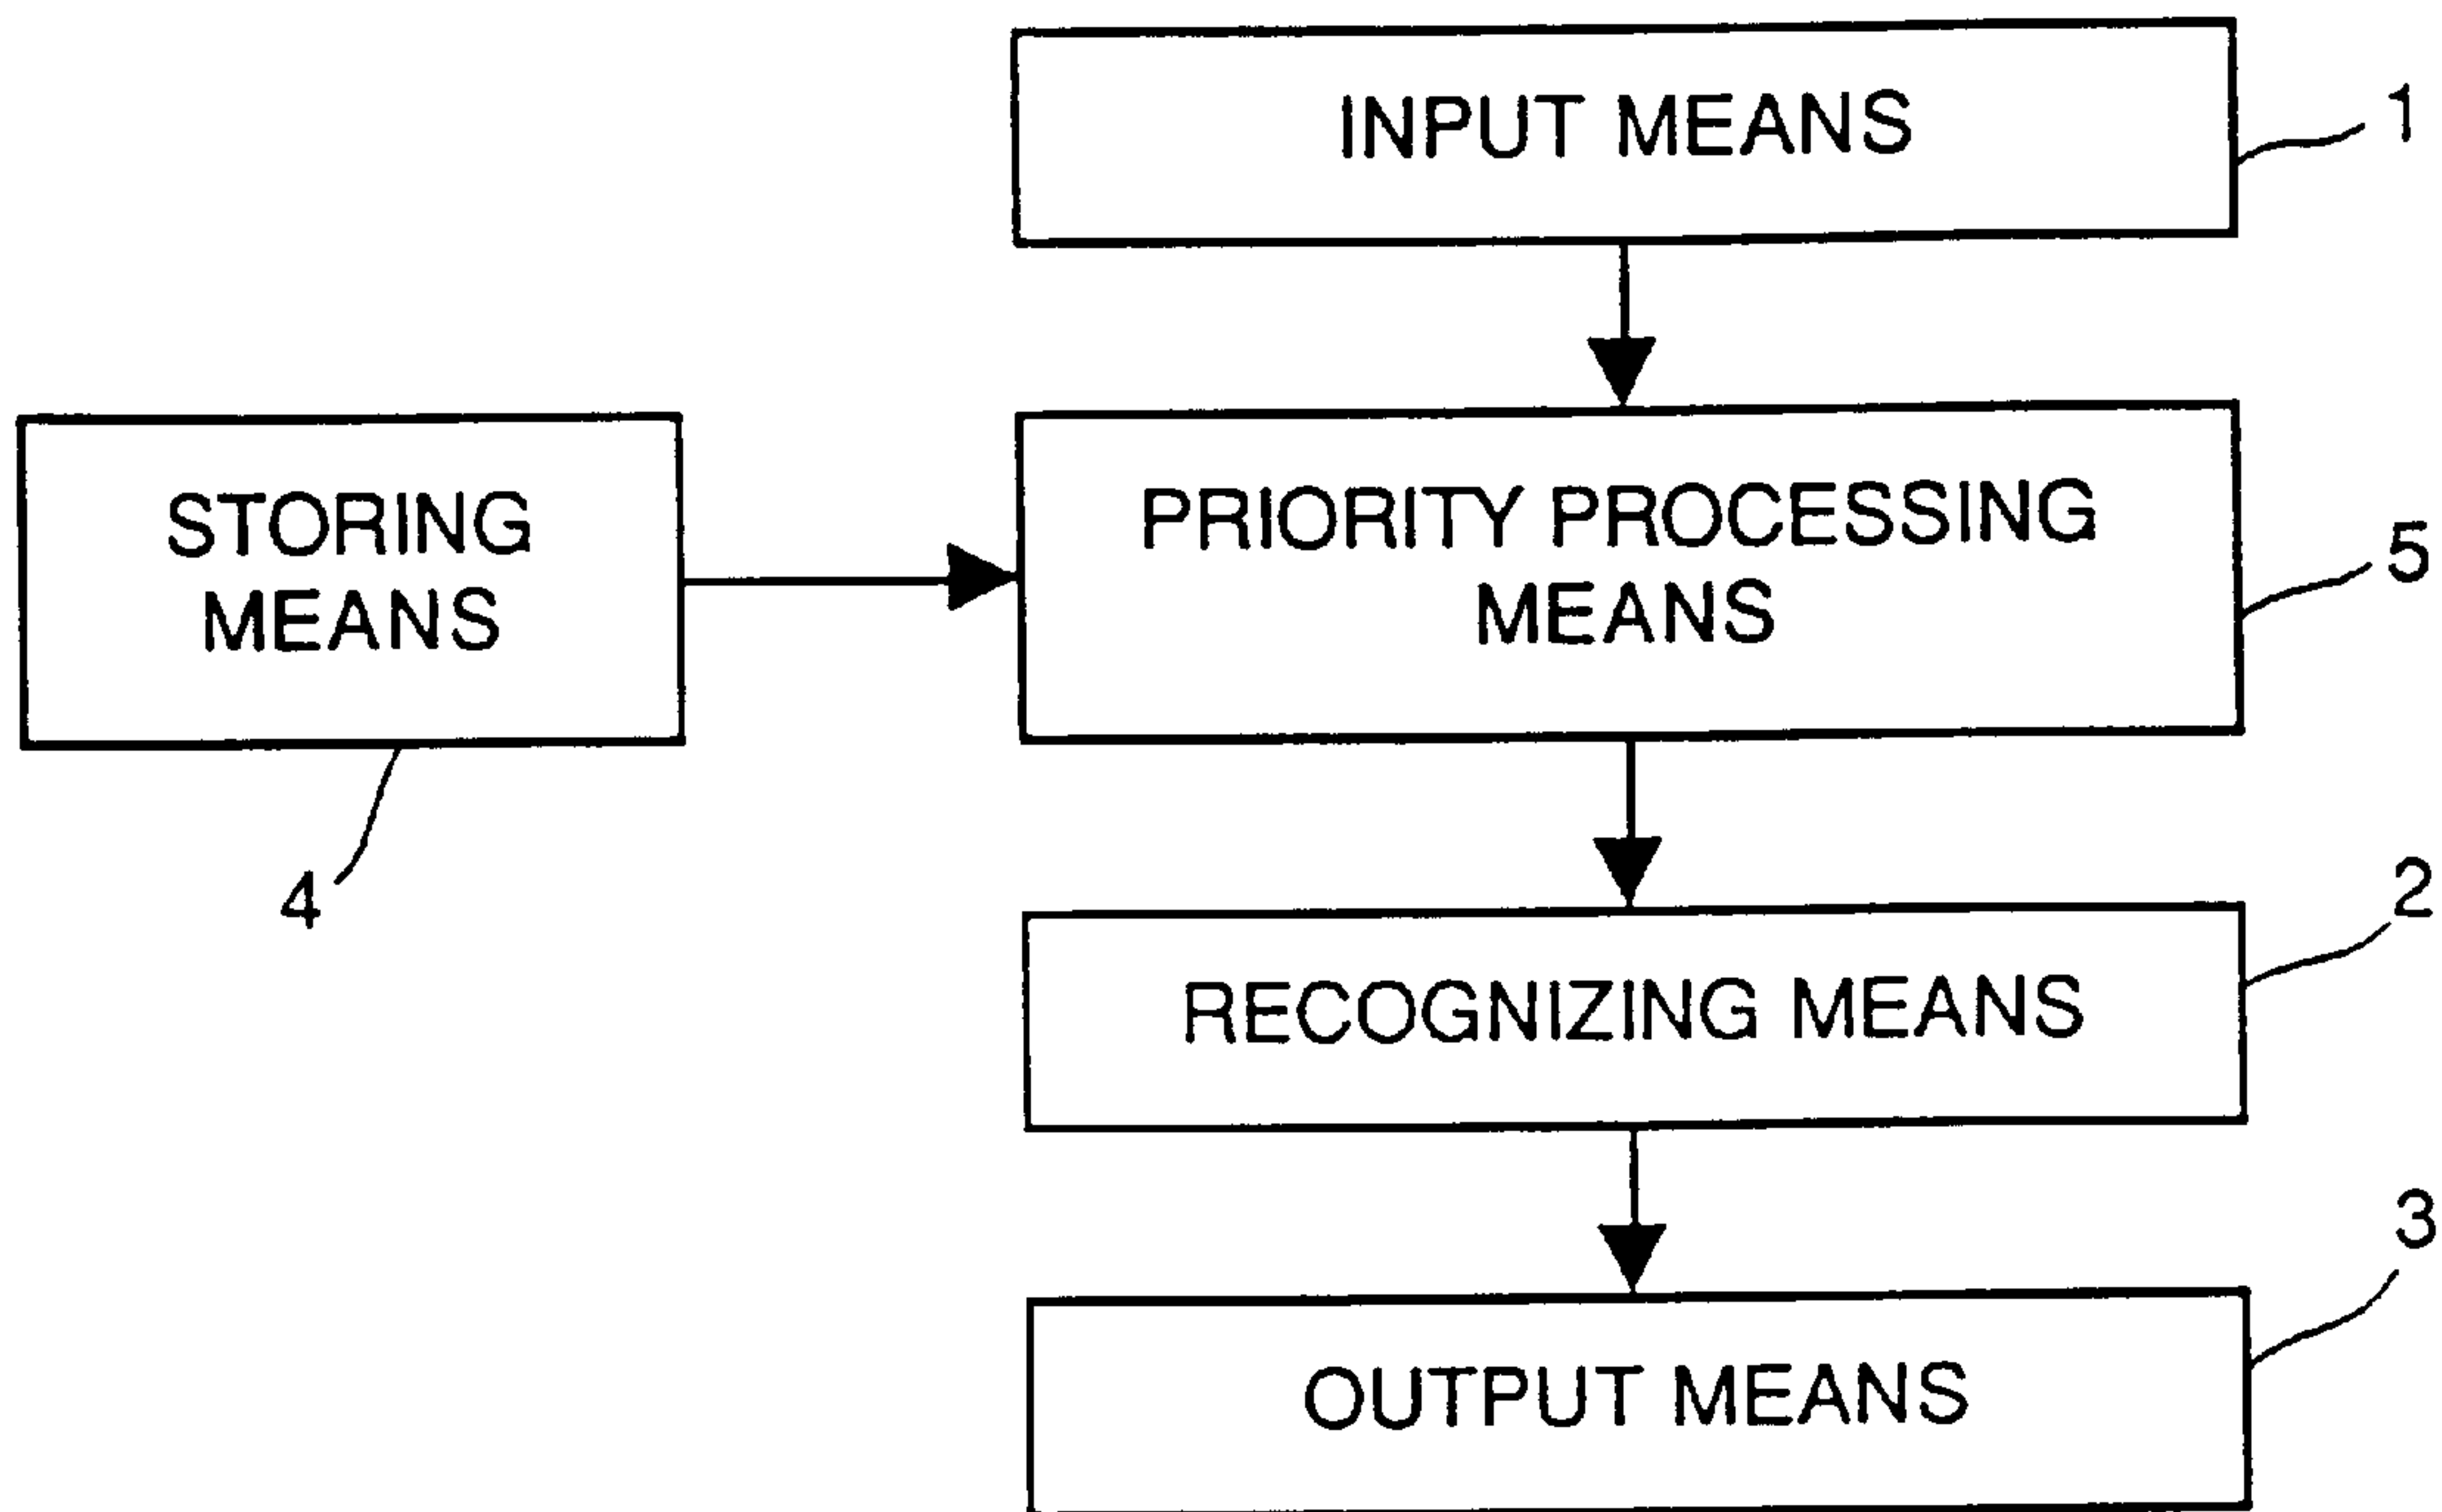 INPUT MEANS
1
STORING
MEANS
4
PRIORITY PROCESSING
MEANS
5
RECOGNIZING MEANS
2
OUTPUT MEANS
3